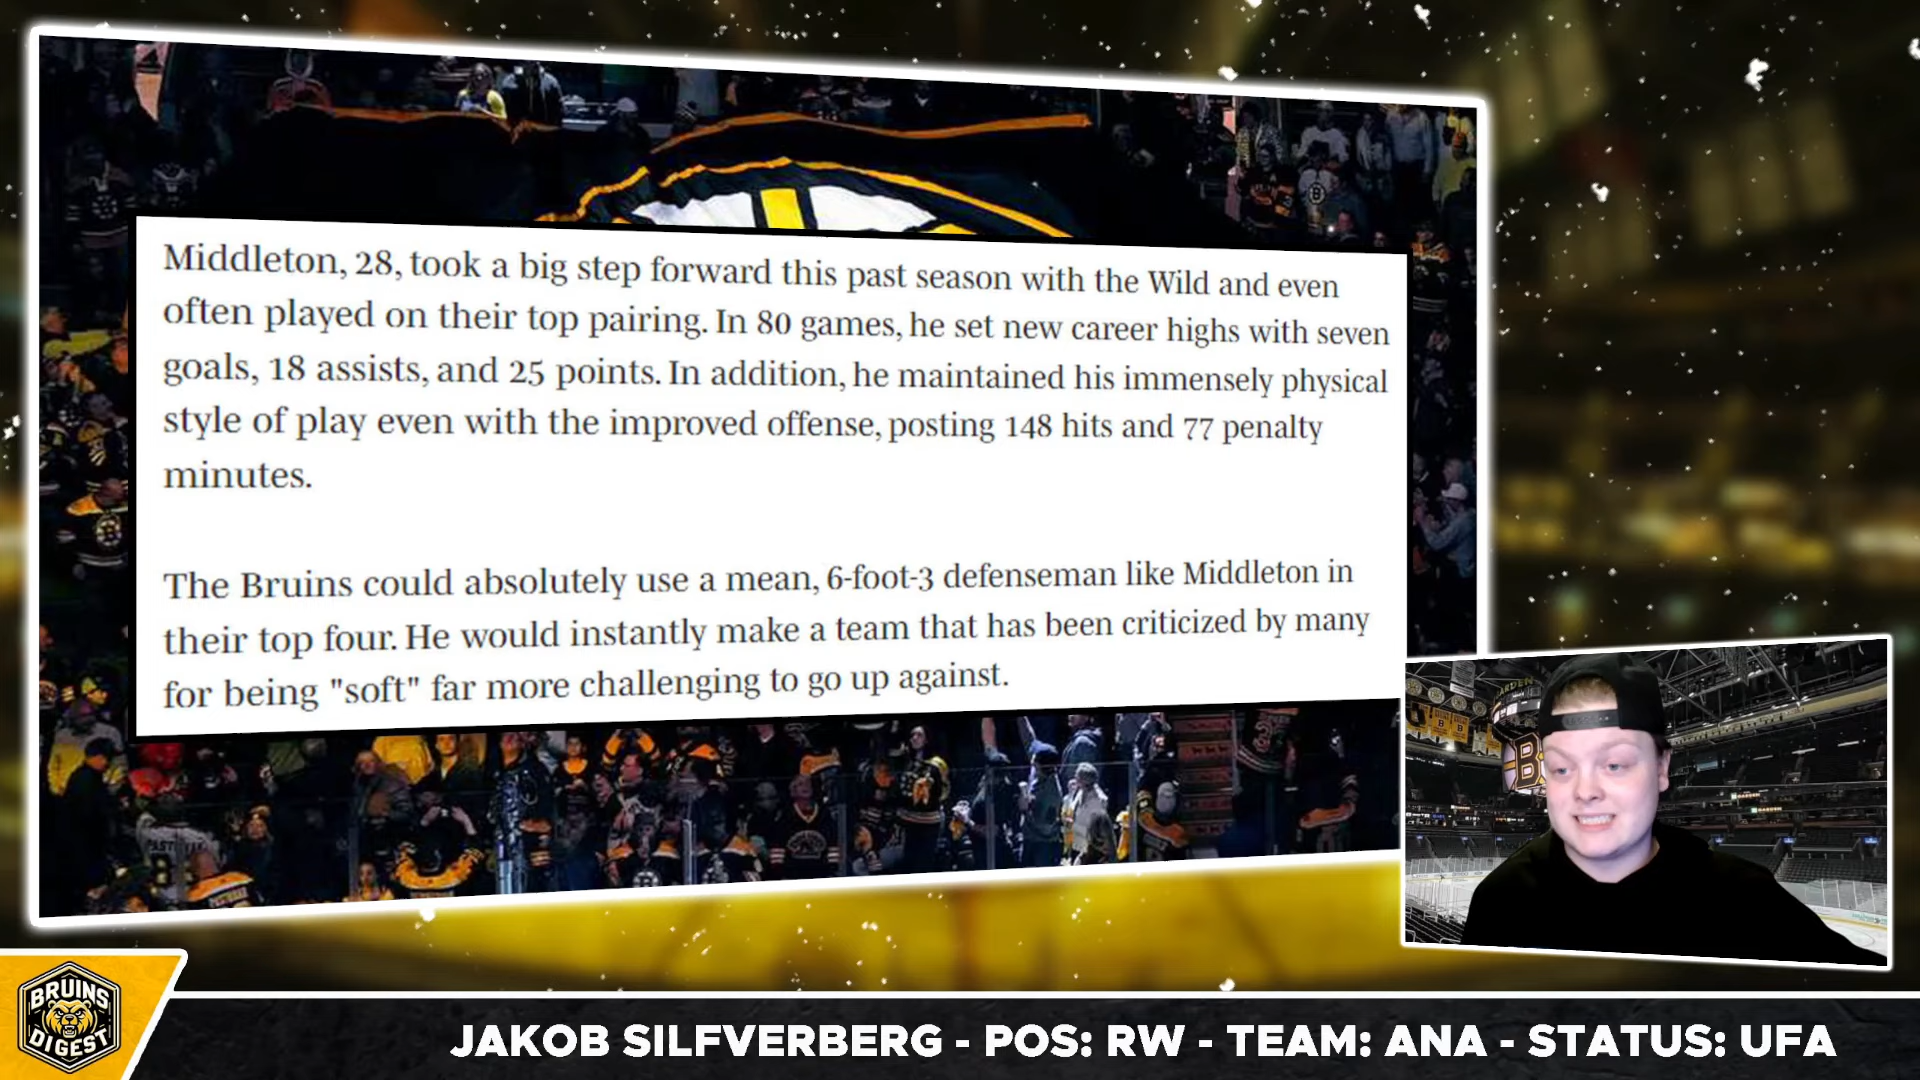 Middleton, 28, took a big step forward this past season with the Wild and even
often played on their top pairing. In 80 games, he set new career highs with seven
goals, 18 assists, and 25 points. In addition, he maintained his immensely physical
style of play even with the improved offense, posting 148 hits and 77 penalty
minutes.
The Bruins could absolutely use a mean, 6-foot-3 defenseman like Middleton in
their top four. He would instantly make a team that has been criticized by many
for being "soft" far more challenging to go up against.
BRUINS
DIGEST
JAKOB SILFVERBERG - POS: RW - TEAM: ANA - STATUS: UFA